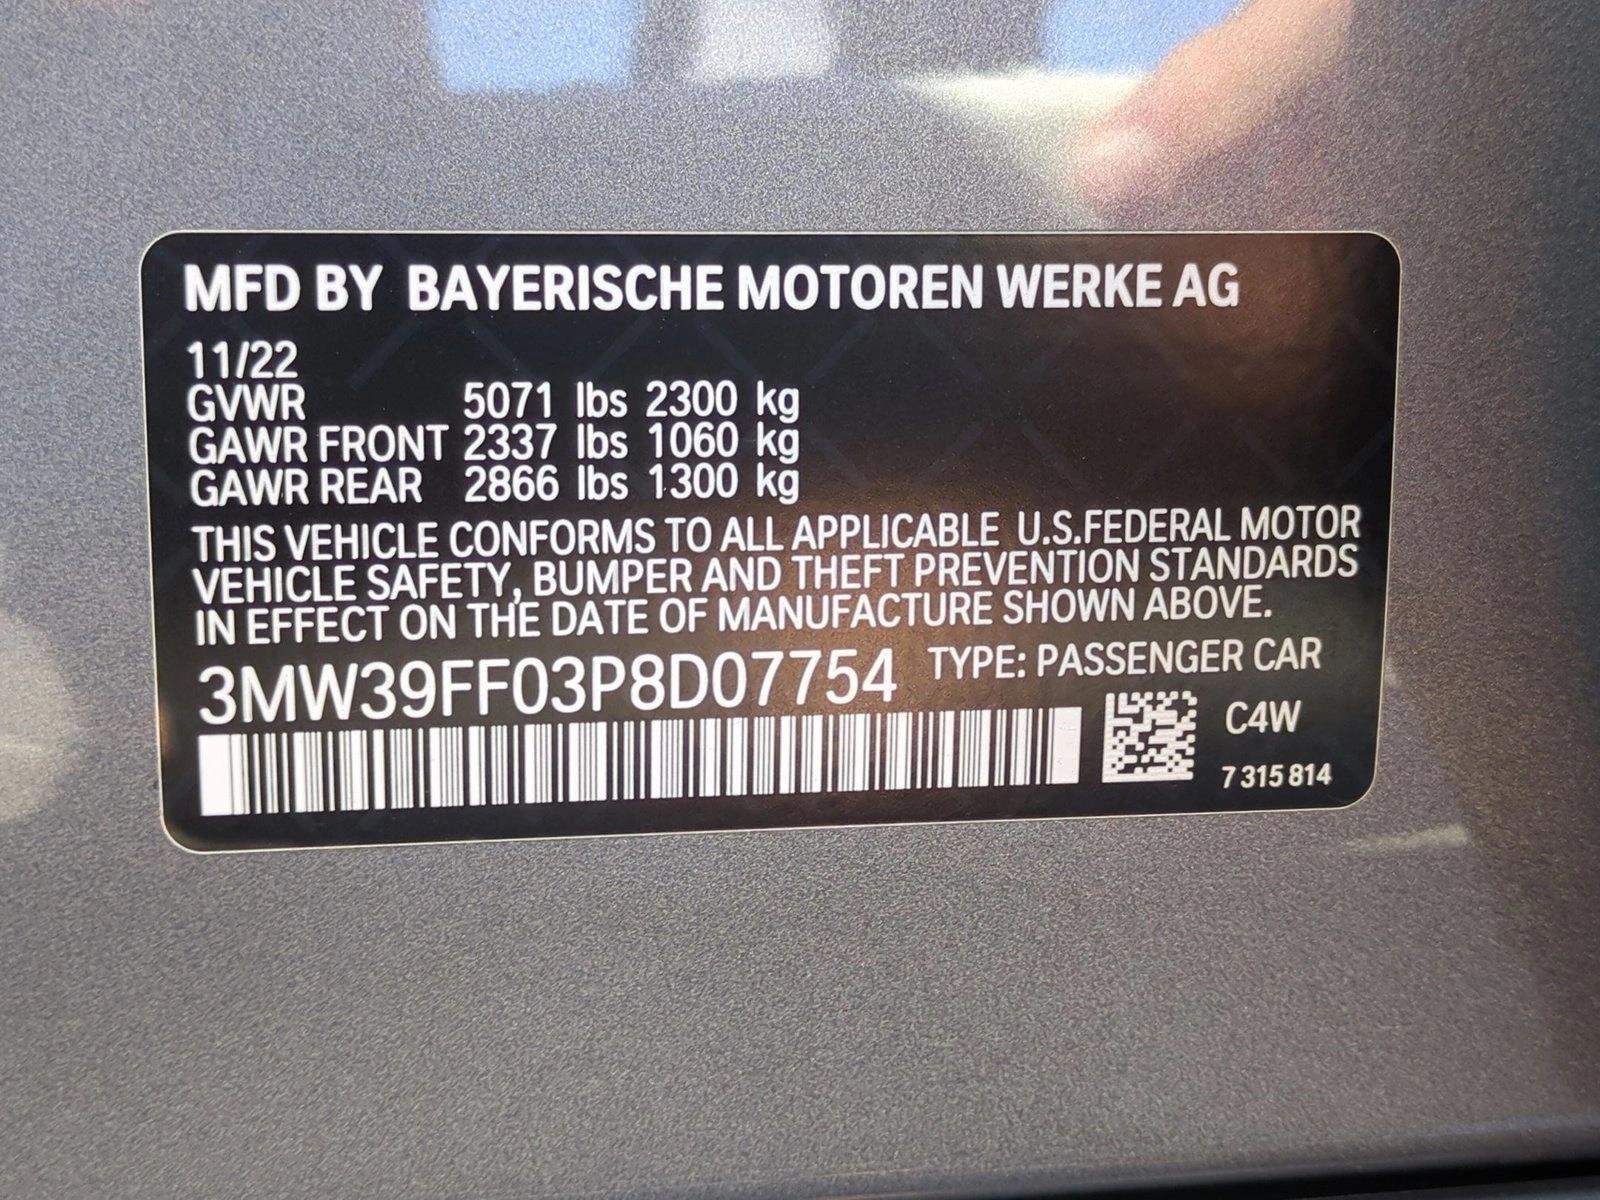 MFD BY BAYERISCHE MOTOREN WERKE AG
11/22
GVWR 5071 lbs 2300 kg
GAWR FRONT 2337 lbs 1060 kg
GAWR REAR 2866 lbs 1300 kg
THIS VEHICLE CONFORMS TO ALL APPLICABLE U.S.FEDERAL MOTOR
VEHICLE SAFETY, BUMPER AND THEFT PREVENTION STANDARDS
IN EFFECT ON THE DATE OF MANUFACTURE SHOWN ABOVE.
3MW39FF03P8D07754 TYPE: PASSENGER CAR
C4W
7 315 814